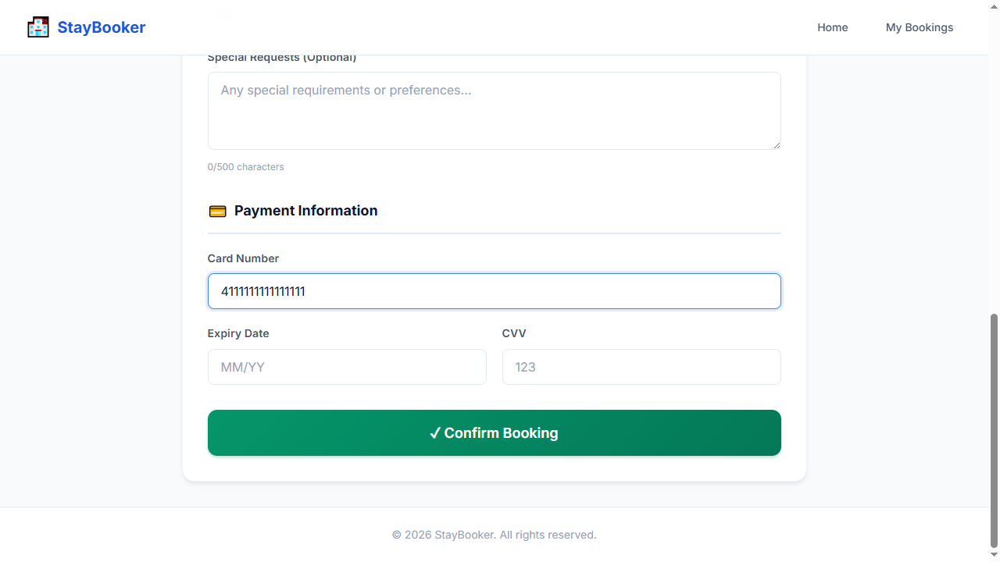 StayBooker
Home
My Bookings
Special Requests (Optional)
Any special requirements or preferences...
0/500 characters
Payment Information
Card Number
4111111111111111
Expiry Date
CVV
MM/YY
123
✓ Confirm Booking
© 2026 StayBooker. All rights reserved.